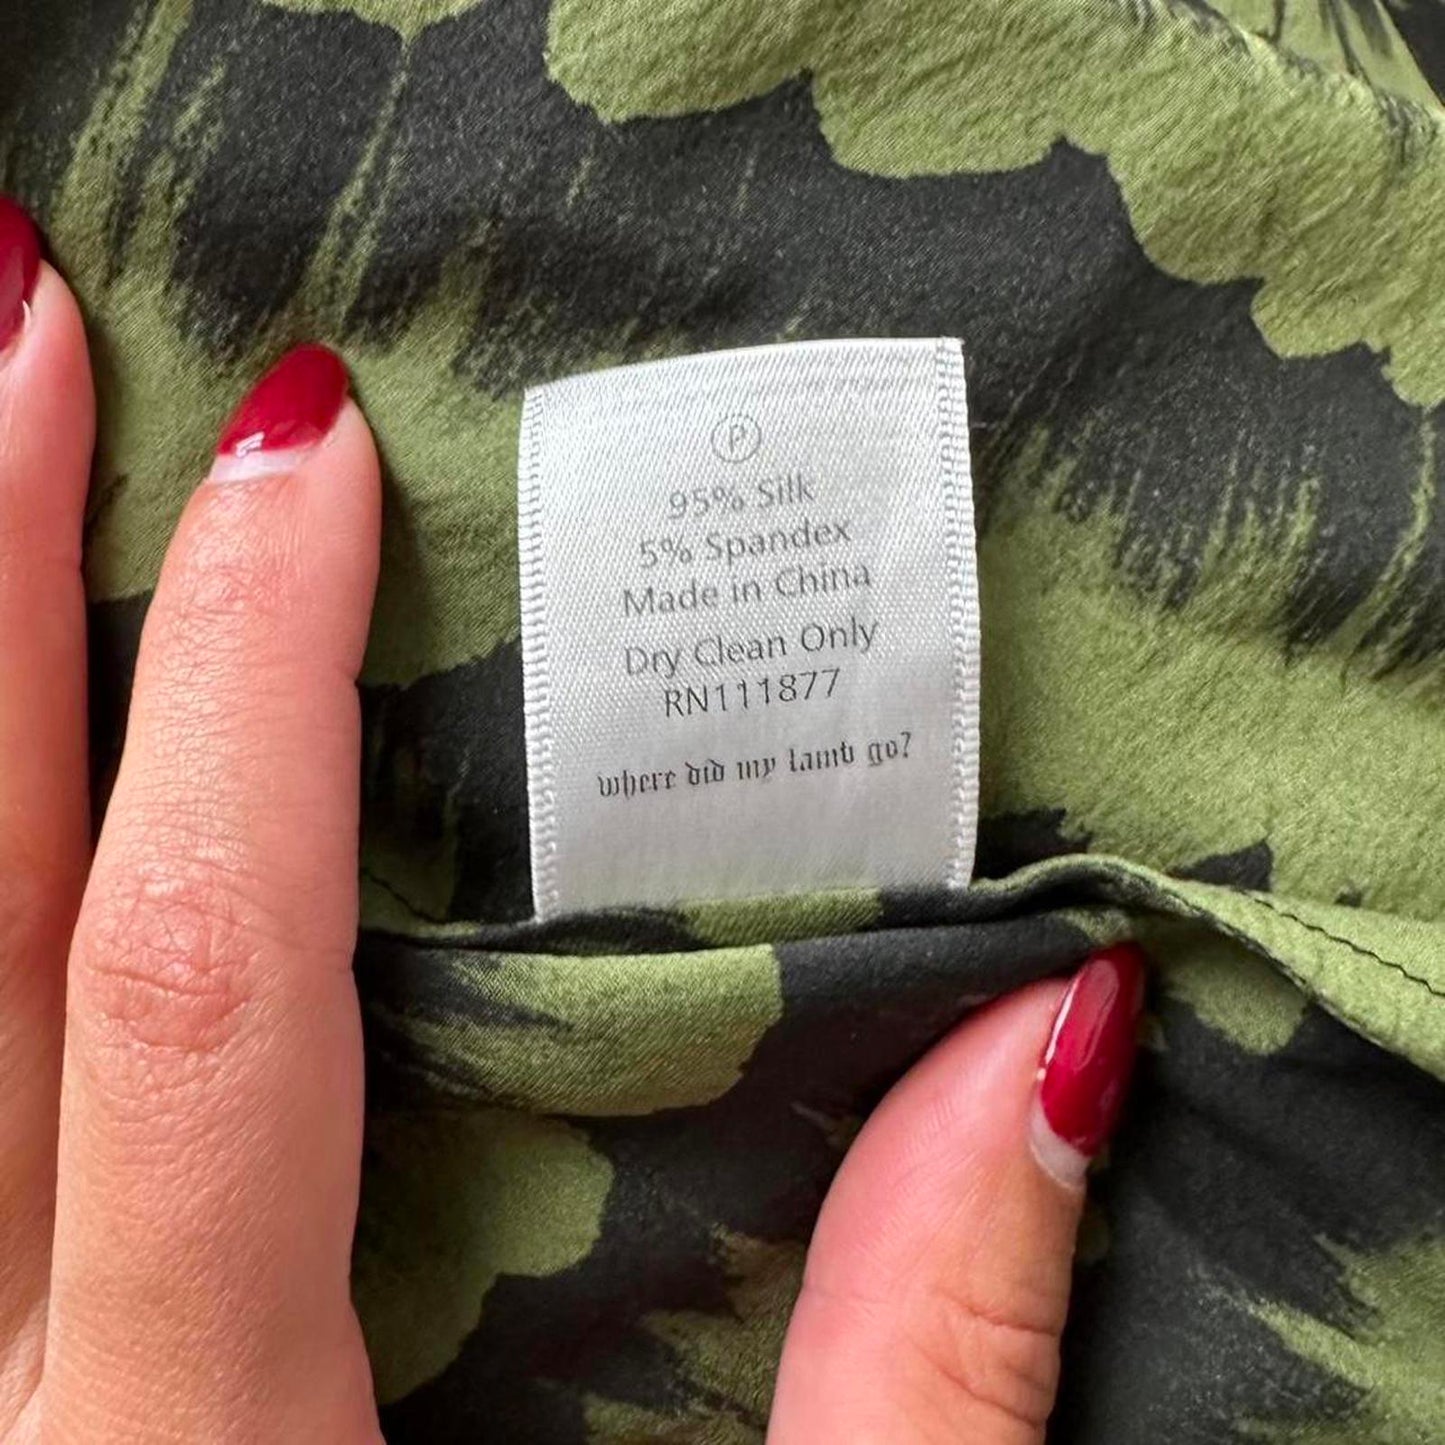 P
95% Silk
5% Spandex
Made in China
Dry Clean Only
RN111877
where did my lamb go?